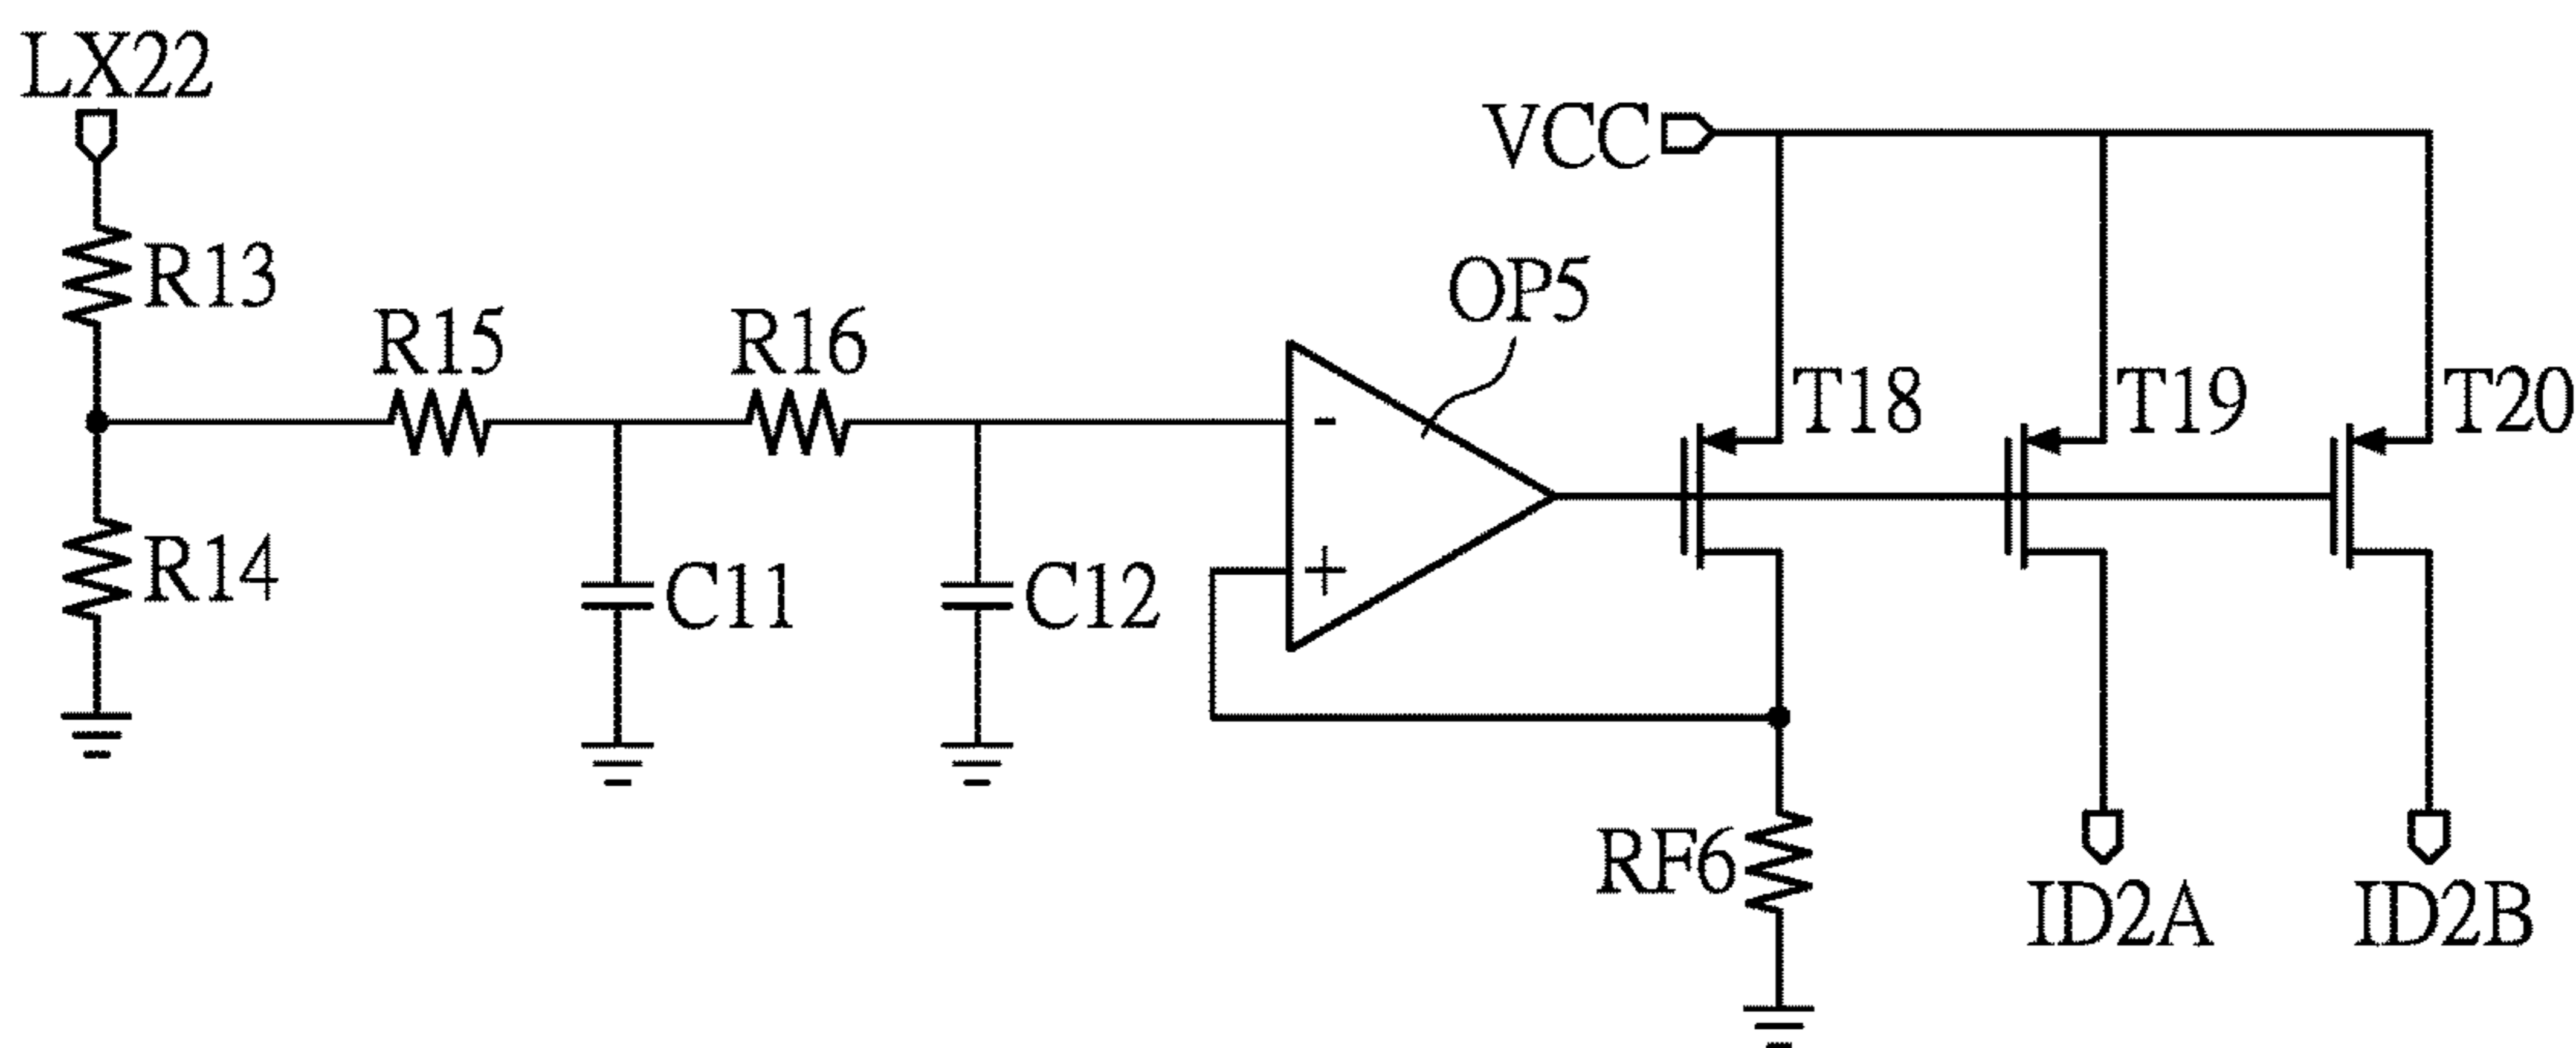 LX22
VCC
R13
OP5
R15
R16
T18
T19
T20
-
R14
C11
C12
+
RF6
ID2A
ID2B